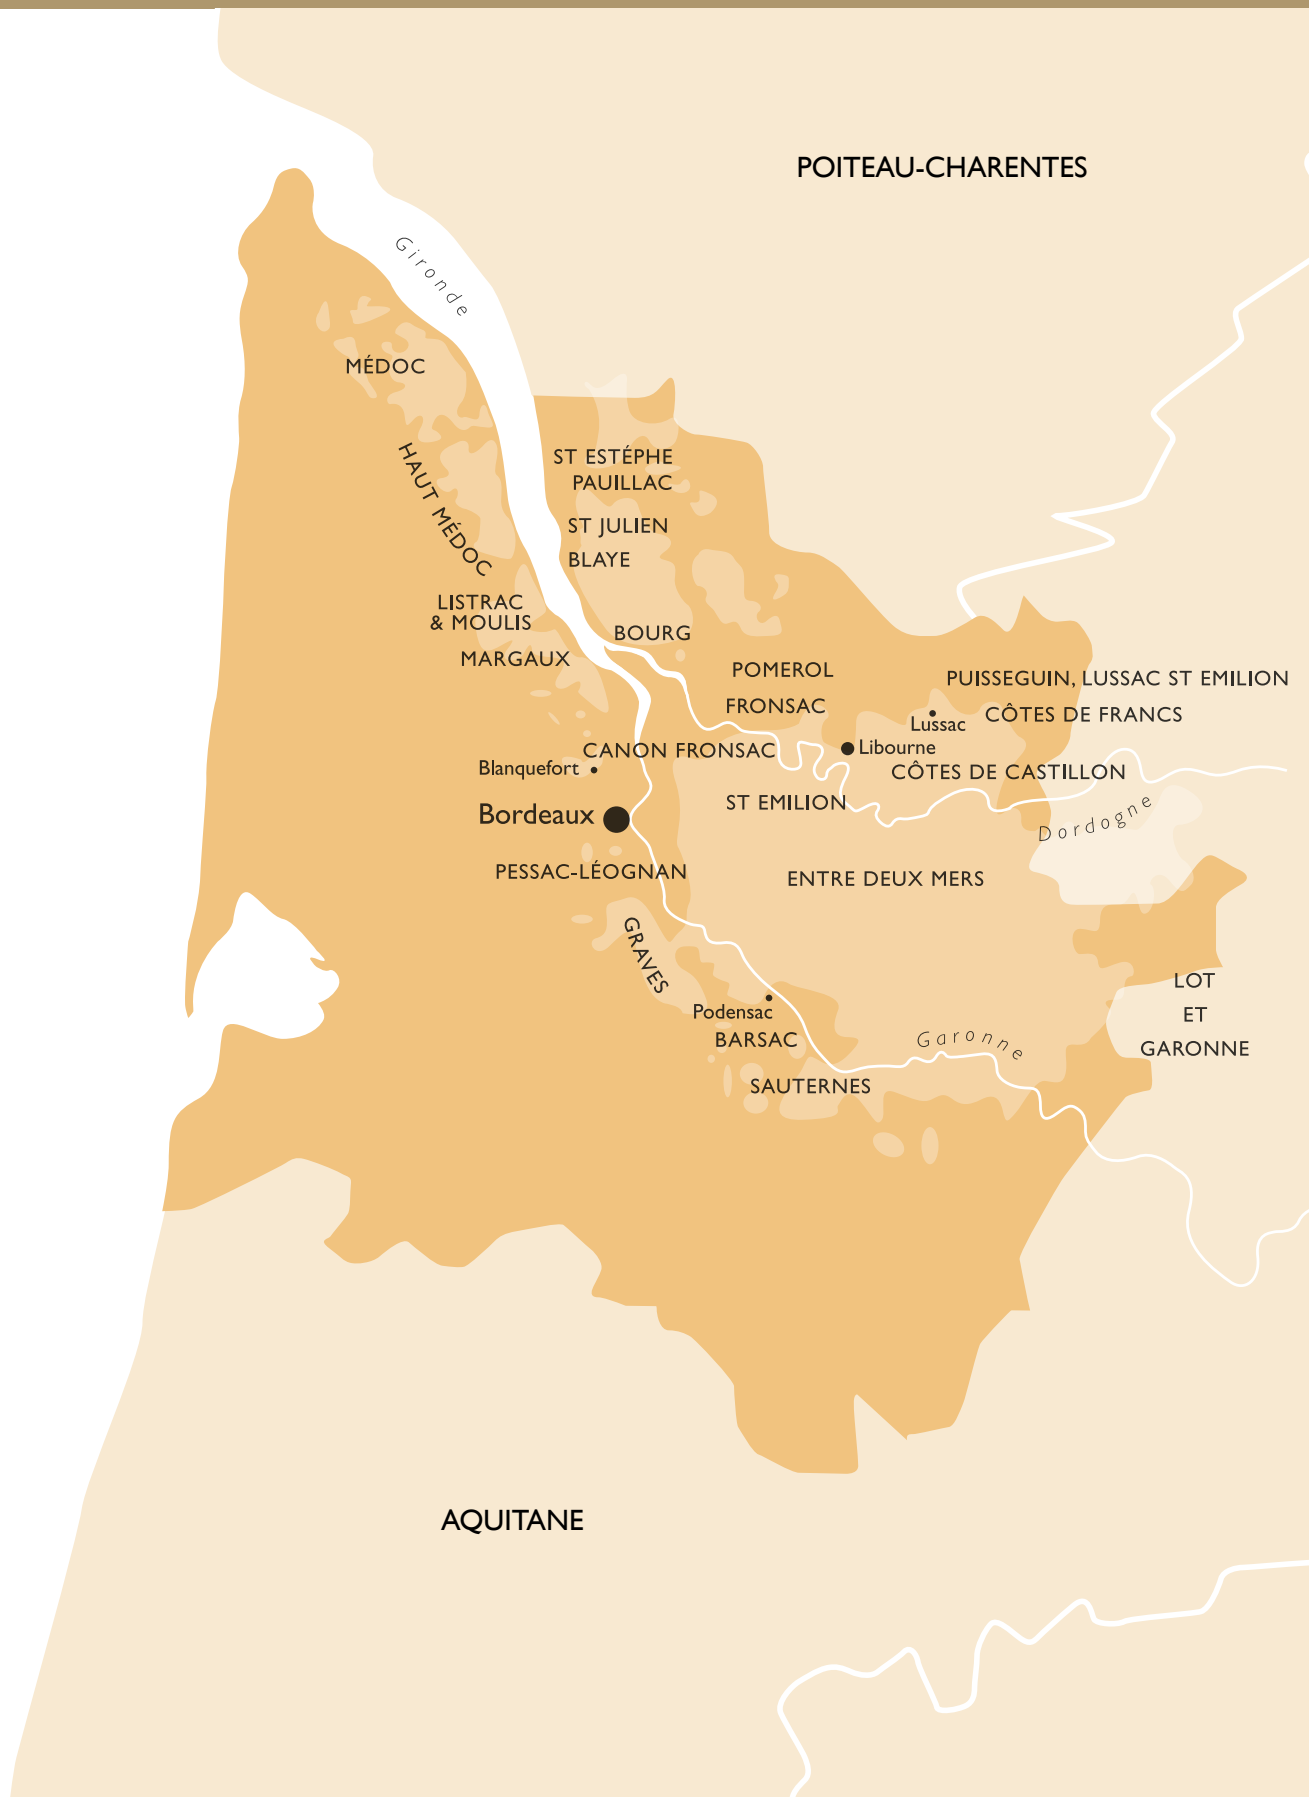 POITEAU-CHARENTES
Gironde
MÉDOC
HAUT MÉDOC
ST ESTÉPHE
PAUILLAC
ST JULIEN
BLAYE
LISTRAC
& MOULIS
BOURG
MARGAUX
POMEROL
PUISSEGUIN, LUSSAC ST EMILION
FRONSAC
CÔTES DE FRANCS
Lussac
CANON FRONSAC
Libourne
Blanquefort
CÔTES DE CASTILLON
ST EMILION
Bordeaux
Dordogne
PESSAC-LÉOGNAN
ENTRE DEUX MERS
GRAVES
LOT
ET
GARONNE
Podensac
BARSAC
Garonne
SAUTERNES
AQUITANE